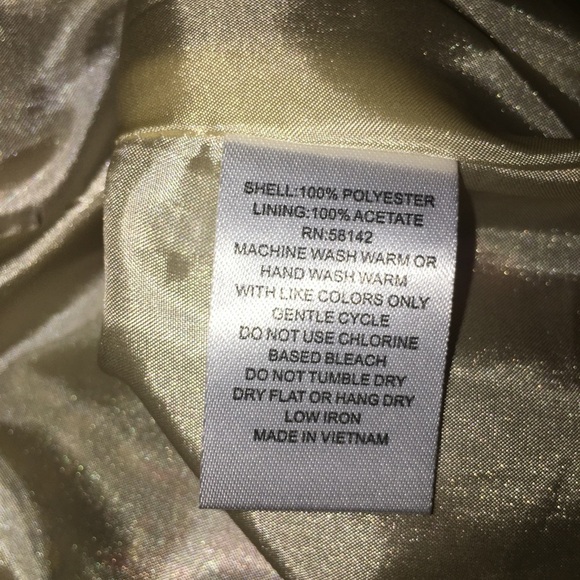 SHELL:100% POLYESTER
LINING:100% ACETATE
RN:58142
MACHINE WASH WARM OR
HAND WASH WARM
WITH LIKE COLORS ONLY
GENTLE CYCLE
DO NOT USE CHLORINE
BASED BLEACH
DO NOT TUMBLE DRY
DRY FLAT OR HANG DRY
LOW IRON
MADE IN VIETNAM